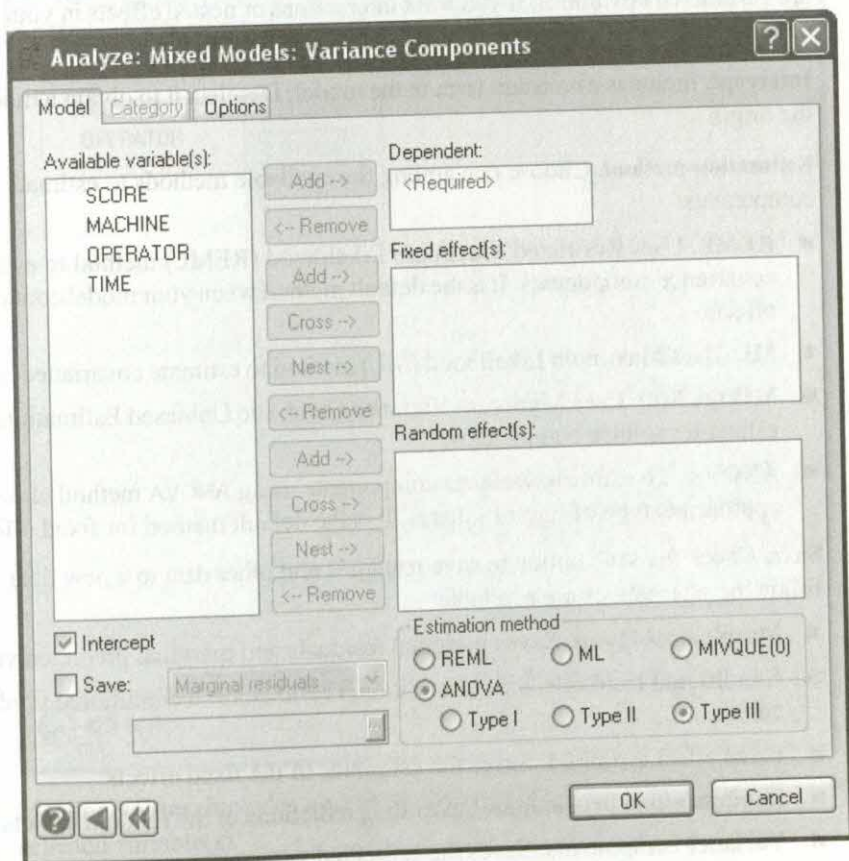 Analyze: Mixed Models: Variance Components
Model Category Options
Available variable(s):
SCORE
MACHINE
OPERATOR
TIME
Add -->
<-- Remove
Add -->
Cross -->
Nest -->
<-- Remove
Add -->
Cross -->
Nest -->
<-- Remove
Dependent:
<Required>
Fixed effect(s):
Random effect(s):
Intercept
Save: Marginal residuals
Estimation method
REML ML MIVQUE(0)
ANOVA
Type I Type II Type III
OK Cancel